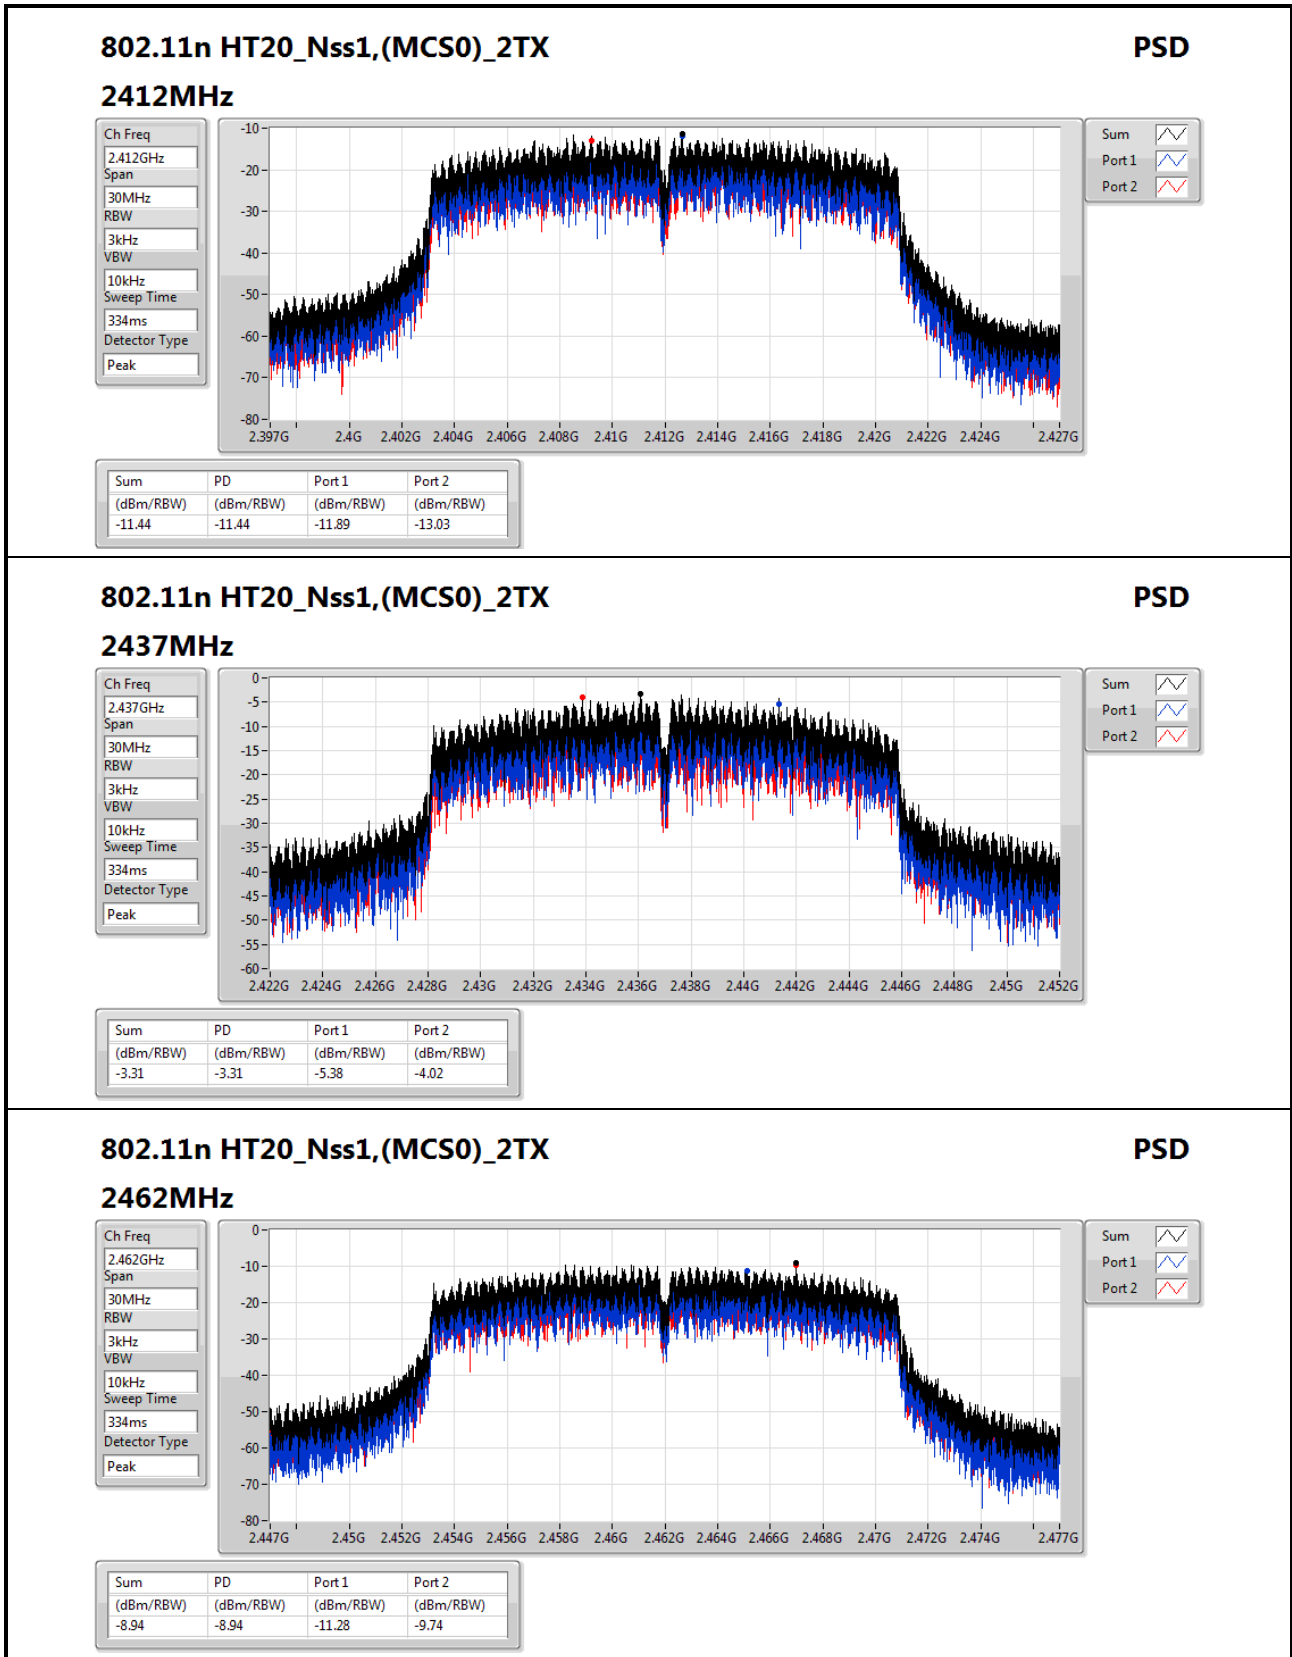 802.11n HT20_Nss1,(MCS0)_2TX PSD
2412MHz
Ch Freq
2.412GHz
Span
30MHz
RBW
3kHz
VBW
10kHz
Sweep Time
334ms
Detector Type
Peak
-10
-20
-30
-40
-50
-60
-70
-80
2.397G 2.4G 2.402G 2.404G 2.406G 2.408G 2.41G 2.412G 2.414G 2.416G 2.418G 2.42G 2.422G 2.424G 2.427G
Sum
Port 1
Port 2
Sum PD Port 1 Port 2
(dBm/RBW) (dBm/RBW) (dBm/RBW) (dBm/RBW)
-11.44 -11.44 -11.89 -13.03
802.11n HT20_Nss1,(MCS0)_2TX PSD
2437MHz
Ch Freq
2.437GHz
Span
30MHz
RBW
3kHz
VBW
10kHz
Sweep Time
334ms
Detector Type
Peak
0
-5
-10
-15
-20
-25
-30
-35
-40
-45
-50
-55
-60
2.422G 2.424G 2.426G 2.428G 2.43G 2.432G 2.434G 2.436G 2.438G 2.44G 2.442G 2.444G 2.446G 2.448G 2.45G 2.452G
Sum
Port 1
Port 2
Sum PD Port 1 Port 2
(dBm/RBW) (dBm/RBW) (dBm/RBW) (dBm/RBW)
-3.31 -3.31 -5.38 -4.02
802.11n HT20_Nss1,(MCS0)_2TX PSD
2462MHz
Ch Freq
2.462GHz
Span
30MHz
RBW
3kHz
VBW
10kHz
Sweep Time
334ms
Detector Type
Peak
0
-10
-20
-30
-40
-50
-60
-70
-80
2.447G 2.45G 2.452G 2.454G 2.456G 2.458G 2.46G 2.462G 2.464G 2.466G 2.468G 2.47G 2.472G 2.474G 2.477G
Sum
Port 1
Port 2
Sum PD Port 1 Port 2
(dBm/RBW) (dBm/RBW) (dBm/RBW) (dBm/RBW)
-8.94 -8.94 -11.28 -9.74